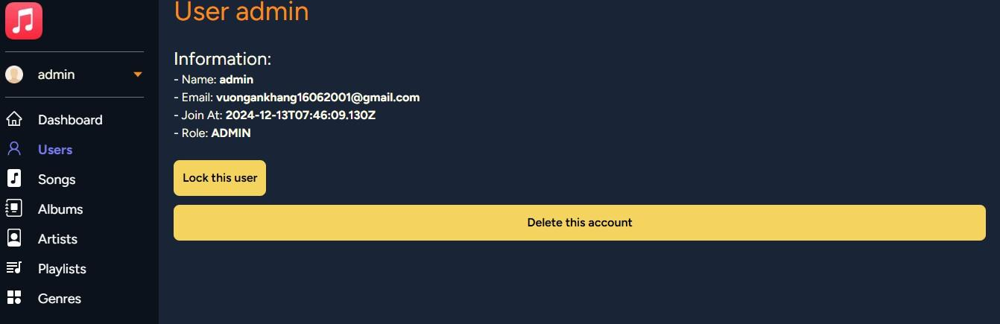 User admin
admin
Dashboard
Users
Songs
Albums
Artists
Playlists
Genres
Information:
- Name: admin
- Email: vuongankhang16062001@gmail.com
- Join At: 2024-12-13T07:46:09.130Z
- Role: ADMIN
Lock this user
Delete this account